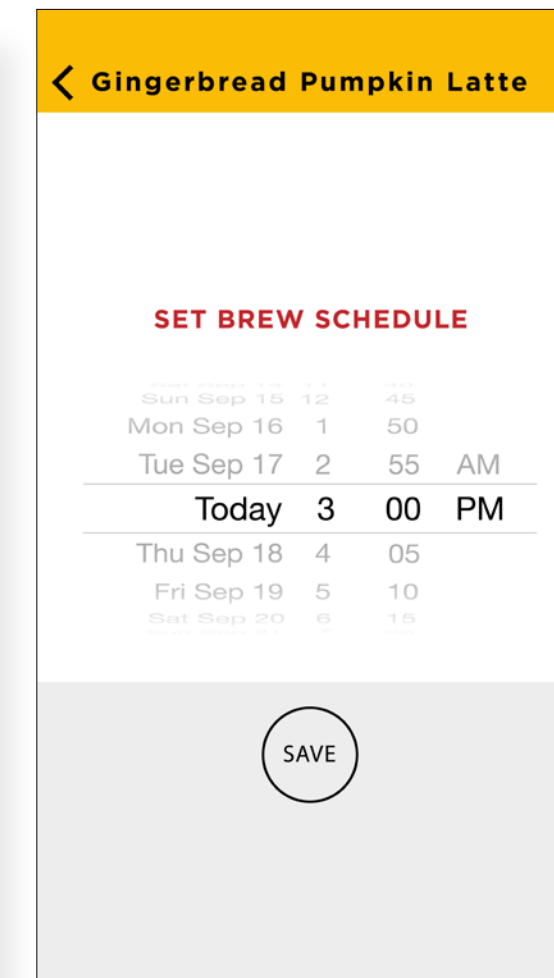 Gingerbread Pumpkin Latte
SET BREW SCHEDULE
Sun Sep 15 12 45
Mon Sep 16 1 50
Tue Sep 17 2 55 AM
Today 3 00 PM
Thu Sep 18 4 05
Fri Sep 19 5 10
Sat Sep 20 6 15
SAVE